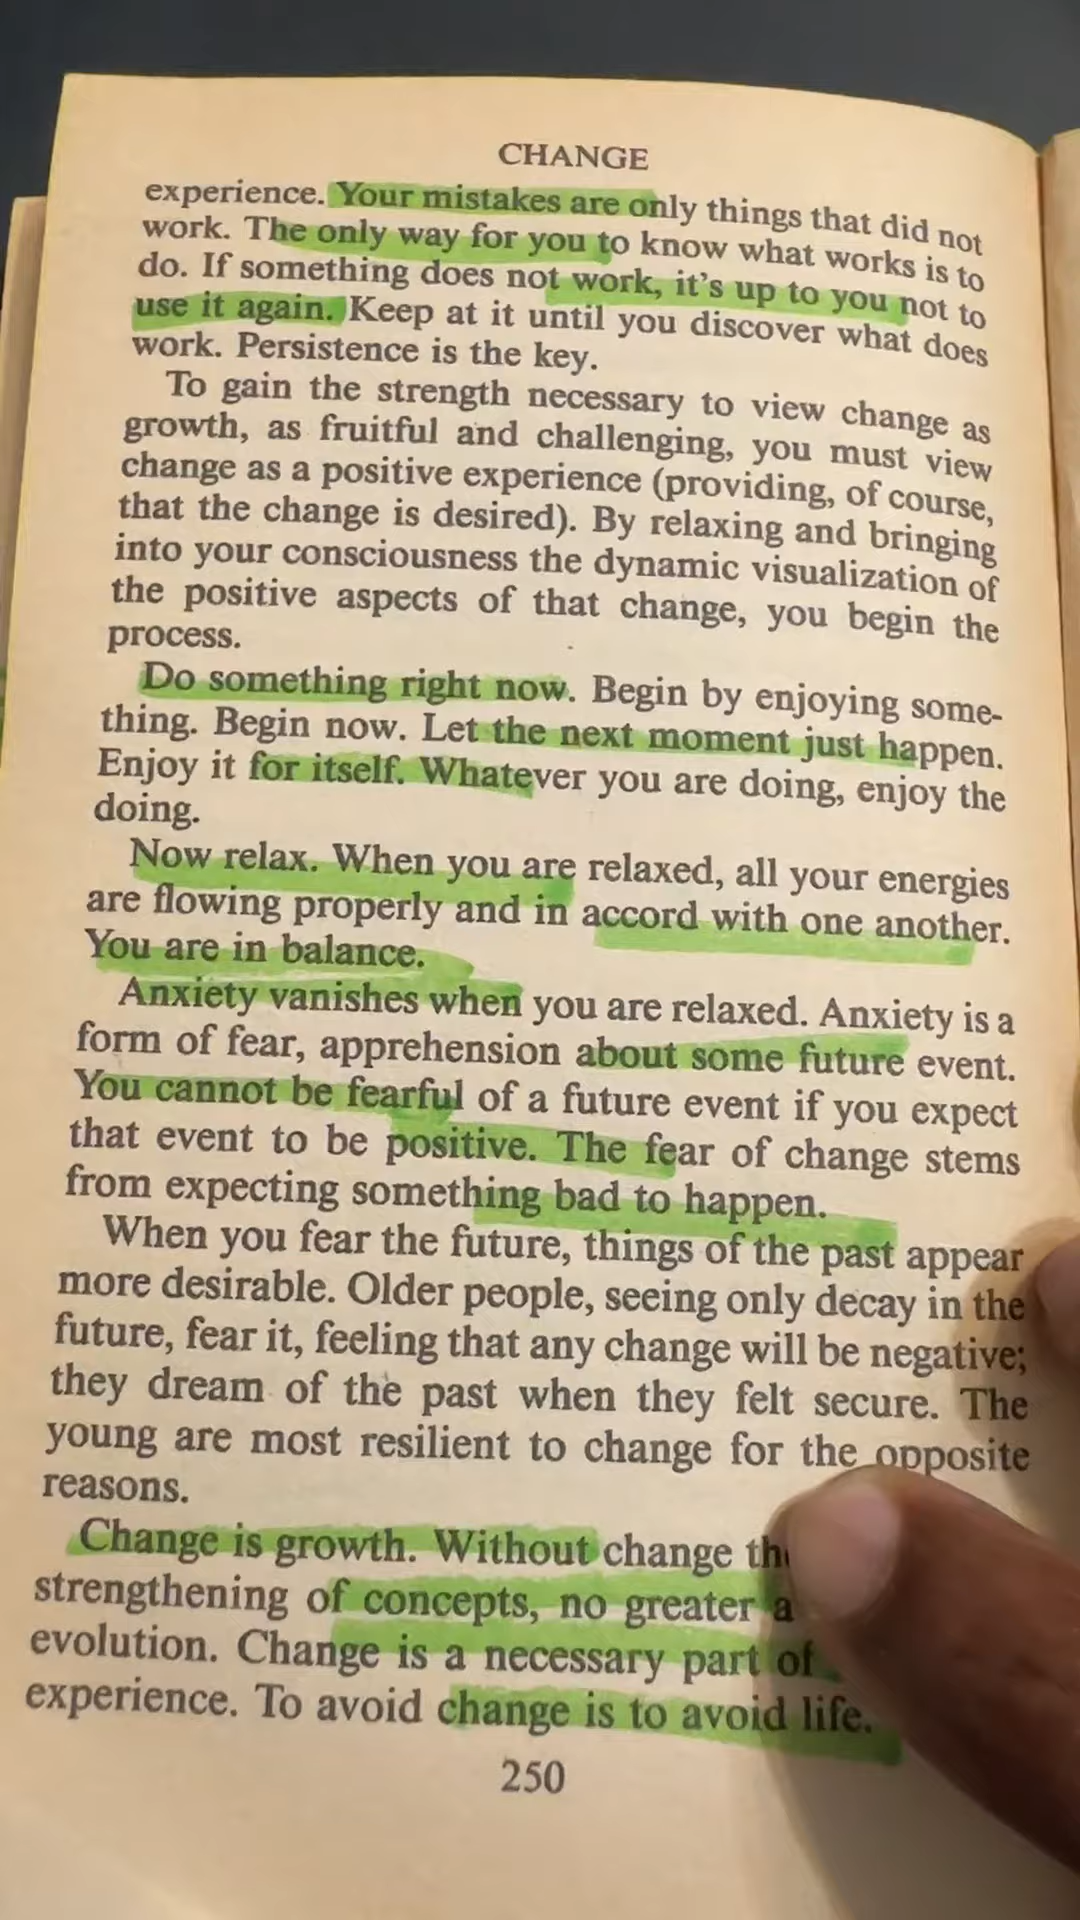 CHANGE
experience. Your mistakes are only things that did not
work. The only way for you to know what works is to
do. If something does not work, it's up to you not to
use it again. Keep at it until you discover what does
work. Persistence is the key.
To gain the strength necessary to view change as
growth, as fruitful and challenging, you must view
change as a positive experience (providing, of course,
that the change is desired). By relaxing and bringing
into your consciousness the dynamic visualization of
the positive aspects of that change, you begin the
process.
Do something right now. Begin by enjoying some-
thing. Begin now. Let the next moment just happen.
Enjoy it for itself. Whatever you are doing, enjoy the
doing.
Now relax. When you are relaxed, all your energies
are flowing properly and in accord with one another.
You are in balance.
Anxiety vanishes when you are relaxed. Anxiety is a
form of fear, apprehension about some future event.
You cannot be fearful of a future event if you expect
that event to be positive. The fear of change stems
from expecting something bad to happen.
When you fear the future, things of the past appear
more desirable. Older people, seeing only decay in the
future, fear it, feeling that any change will be negative;
they dream of the past when they felt secure. The
young are most resilient to change for the opposite
reasons.
Change is growth. Without change
strengthening of concepts, no greater
evolution. Change is a necessary part of
experience. To avoid change is to avoid life.
250